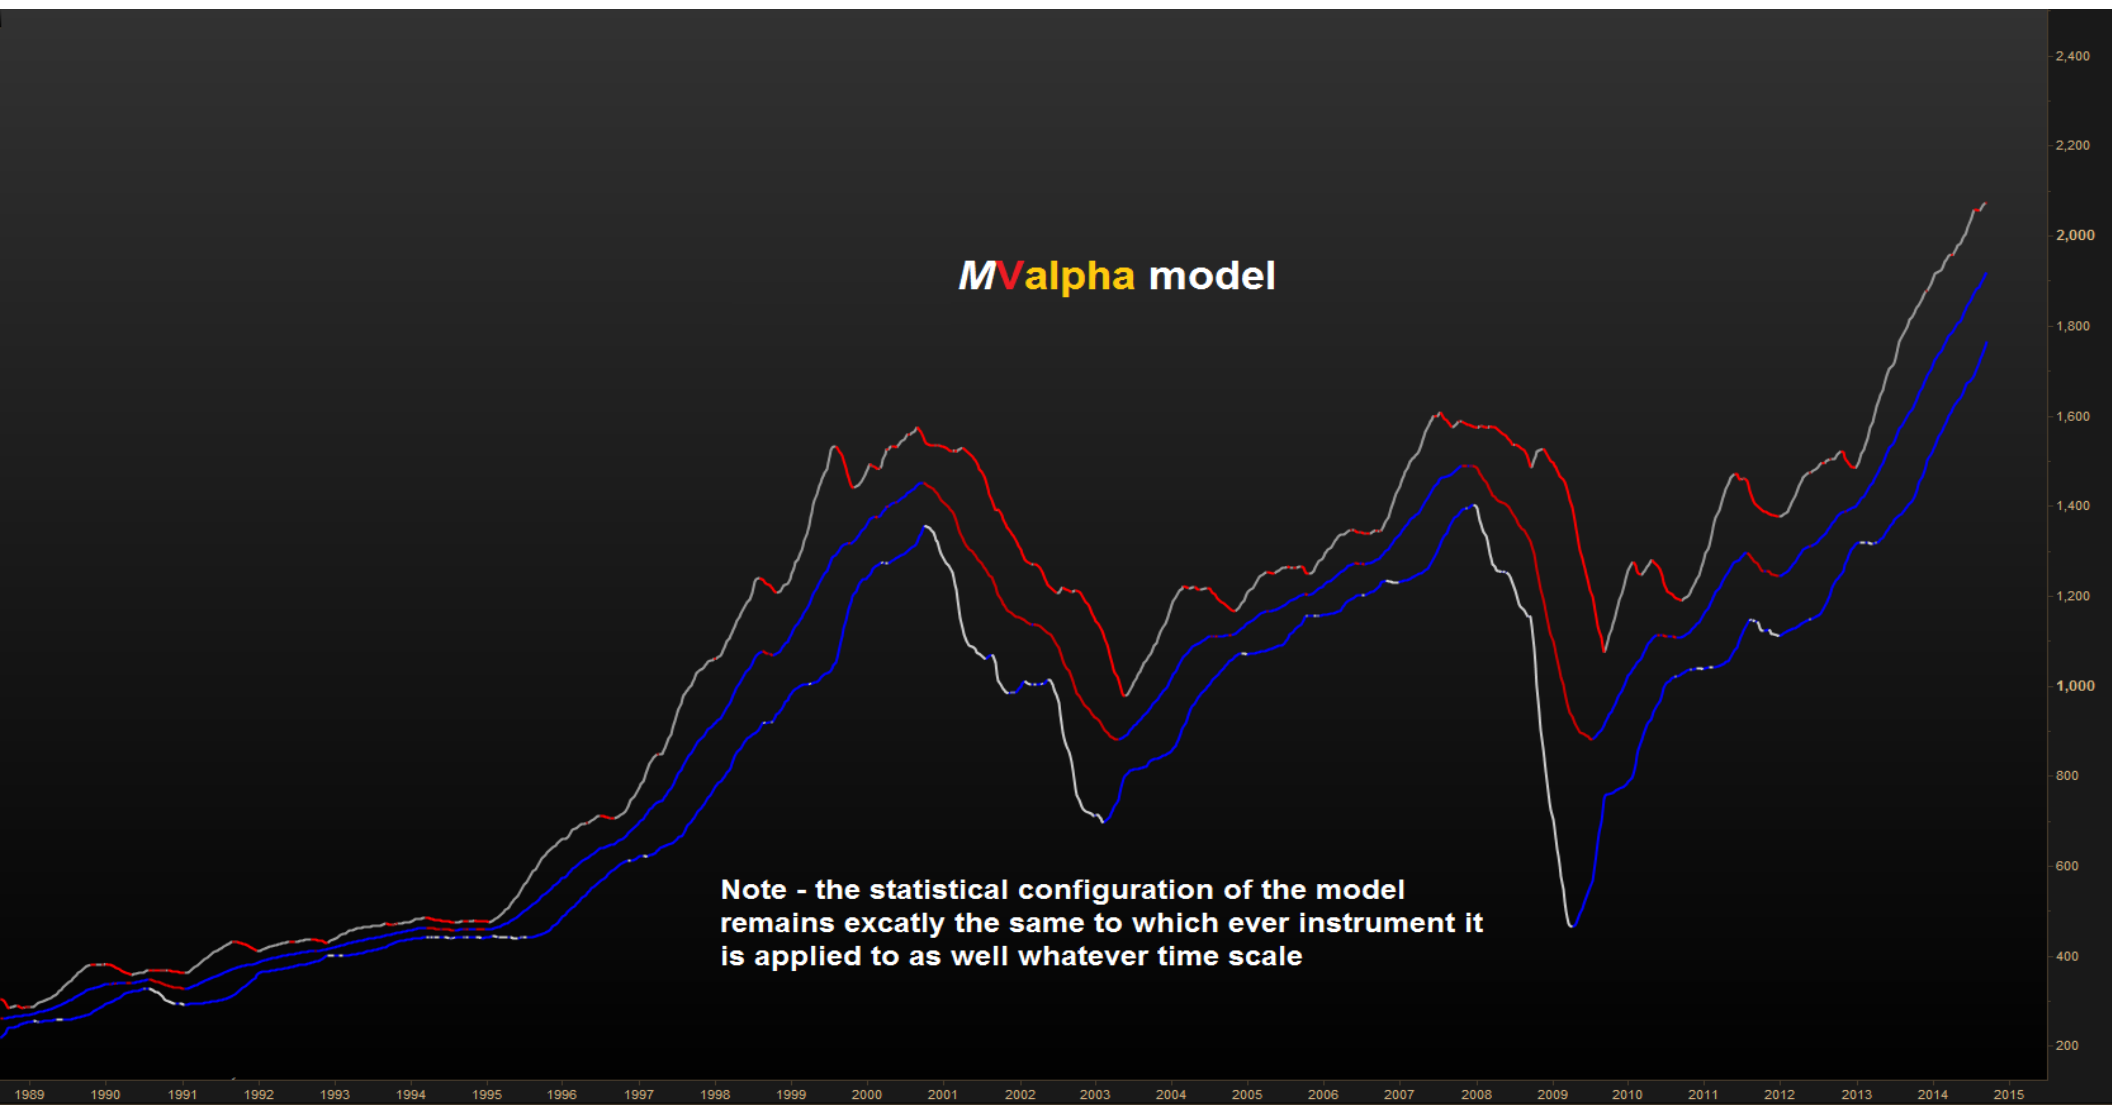 2,400
2,200
MValpha model
2,000
1,800
1,600
1,400
1,200
1,000
800
Note - the statistical configuration of the model
remains excatly the same to which ever instrument it
is applied to as well whatever time scale
600
400
200
1989 1990 1991 1992 1993 1994 1995 1996 1997 1998 1999 2000 2001 2002 2003 2004 2005 2006 2007 2008 2009 2010 2011 2012 2013 2014 2015